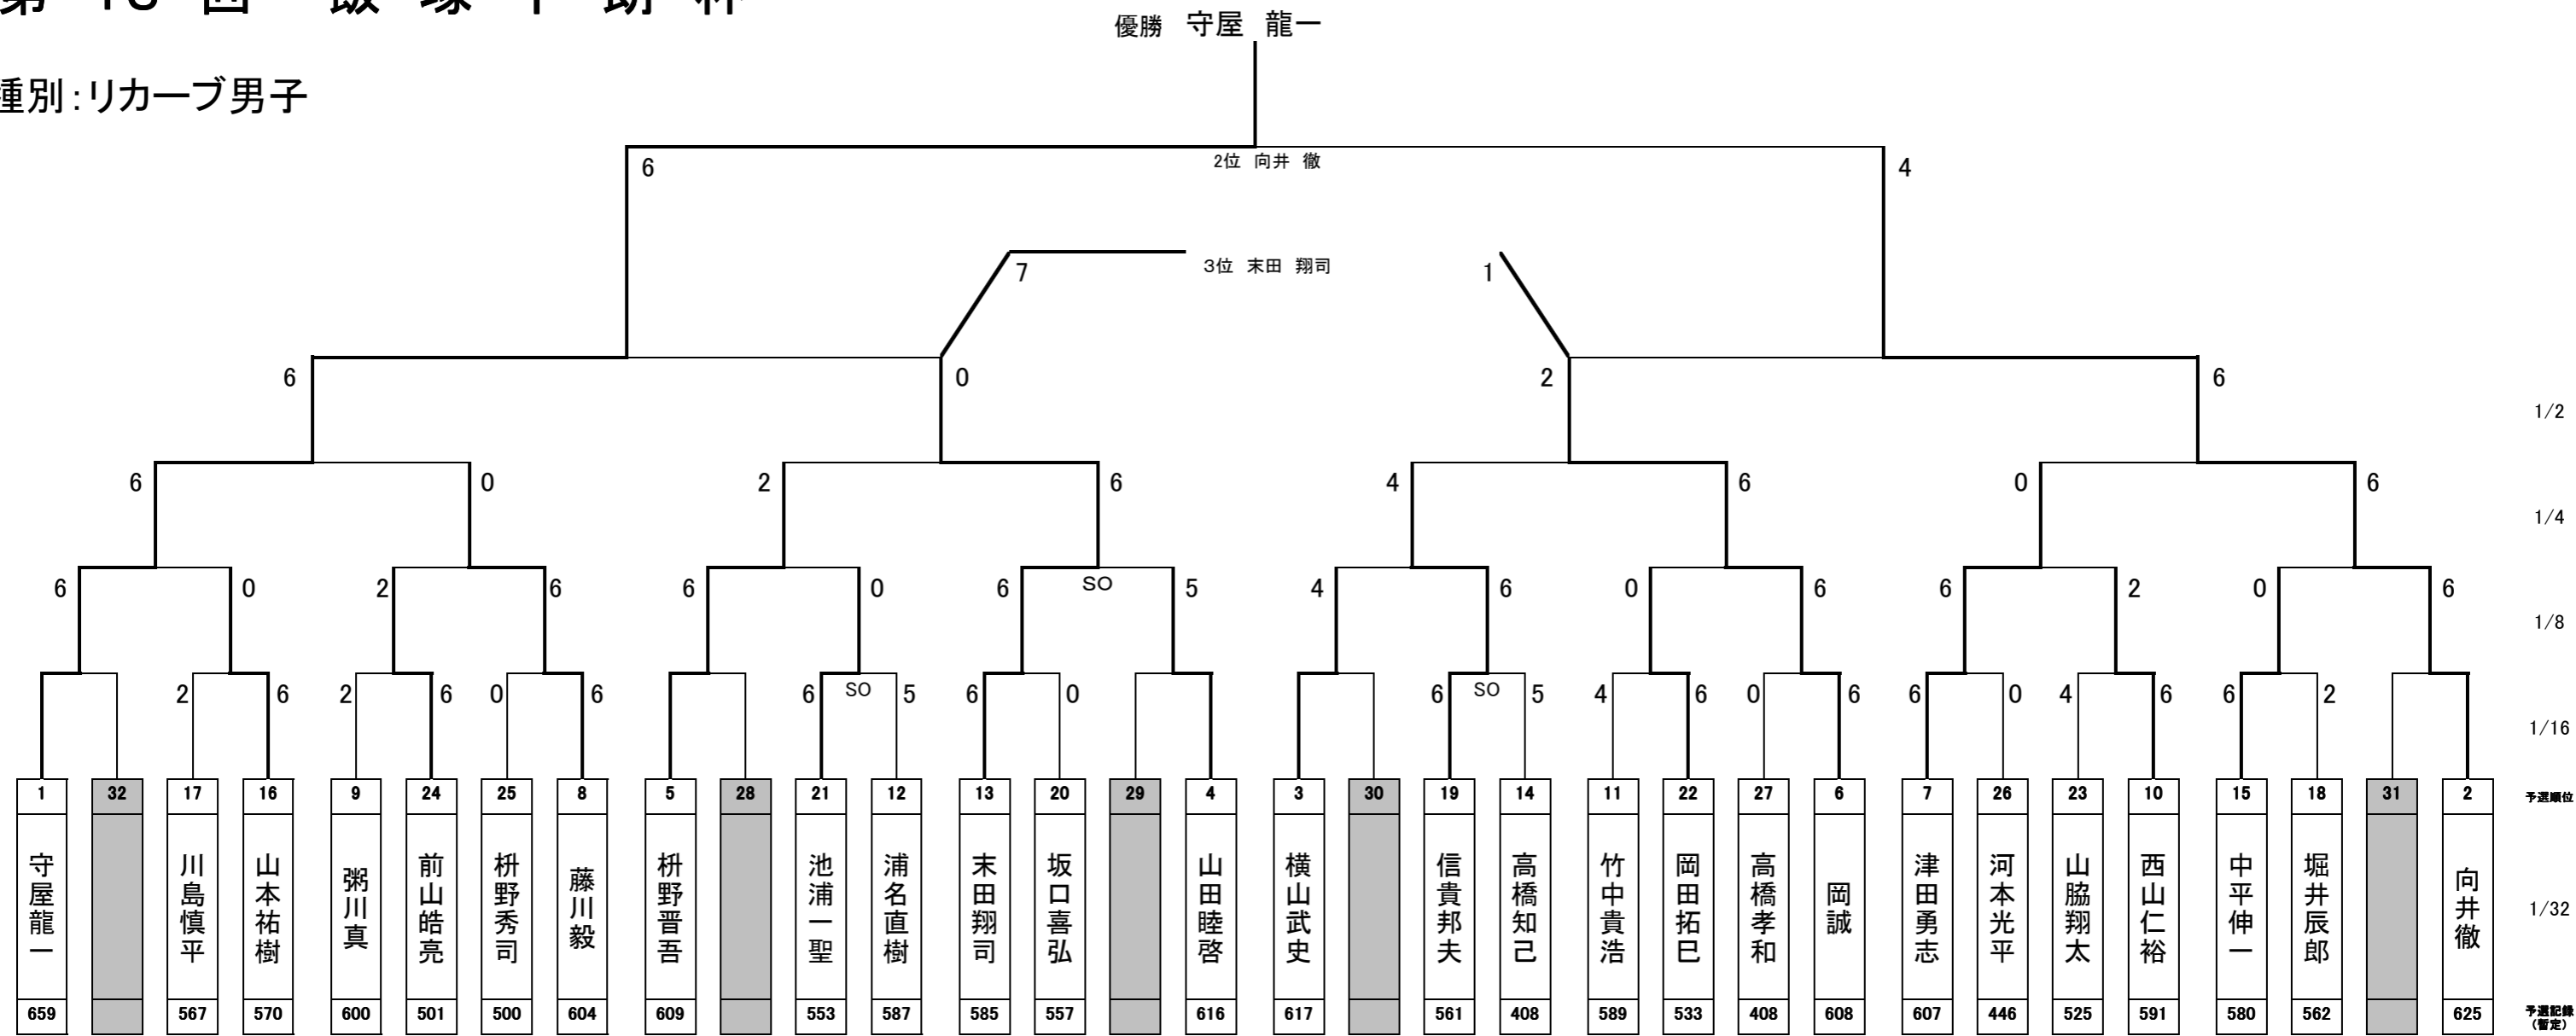 優勝 守屋 龍一
種別：リカーブ男子
6 2位 向井 徹 4
7 3位 末田 翔司 1
6 0 2 6
1/2
6 0 2 6 4 6 0 6
1/4
6 0 2 6 6 0 6 SO 5 4 6 0 6 6 2 0 6
1/8
2 6 2 6 0 6 6 SO 5 6 0 6 SO 5 4 6 0 6 6 0 4 6 6 2
1/16
1 32 17 16 9 24 25 8 5 28 21 12 13 20 29 4 3 30 19 14 11 22 27 6 7 26 23 10 15 18 31 2 予選順位
守屋龍一
川島慎平
山本祐樹
粥川真
前山皓亮
枡野秀司
藤川毅
枡野晋吾
池浦一聖
浦名直樹
末田翔司
坂口喜弘
山田睦啓
横山武史
信貴邦夫
高橋知己
竹中貴浩
岡田拓巳
高橋孝和
岡誠
津田勇志
河本光平
山脇翔太
西山仁裕
中平伸一
堀井辰郎
向井徹
1/32
659 567 570 600 501 500 604 609 553 587 585 557 616 617 561 408 589 533 408 608 607 446 525 591 580 562 625 予選記録
（暫定）